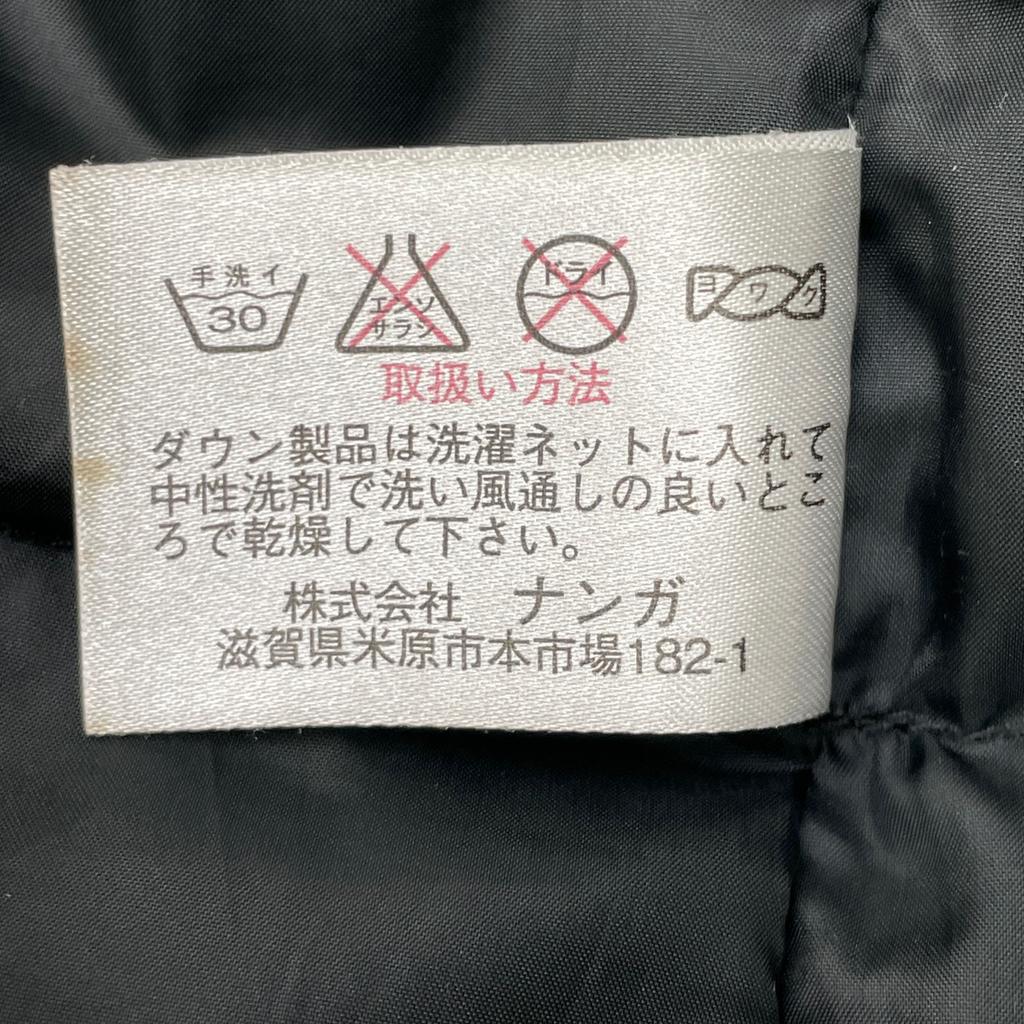 手洗イ
30
エンソ
サラシ
ドライ
ヨワク
取扱い方法
ダウン製品は洗濯ネットに入れて
中性洗剤で洗い風通しの良いとこ
ろで乾燥して下さい。
株式会社 ナンガ
滋賀県米原市本市場182-1